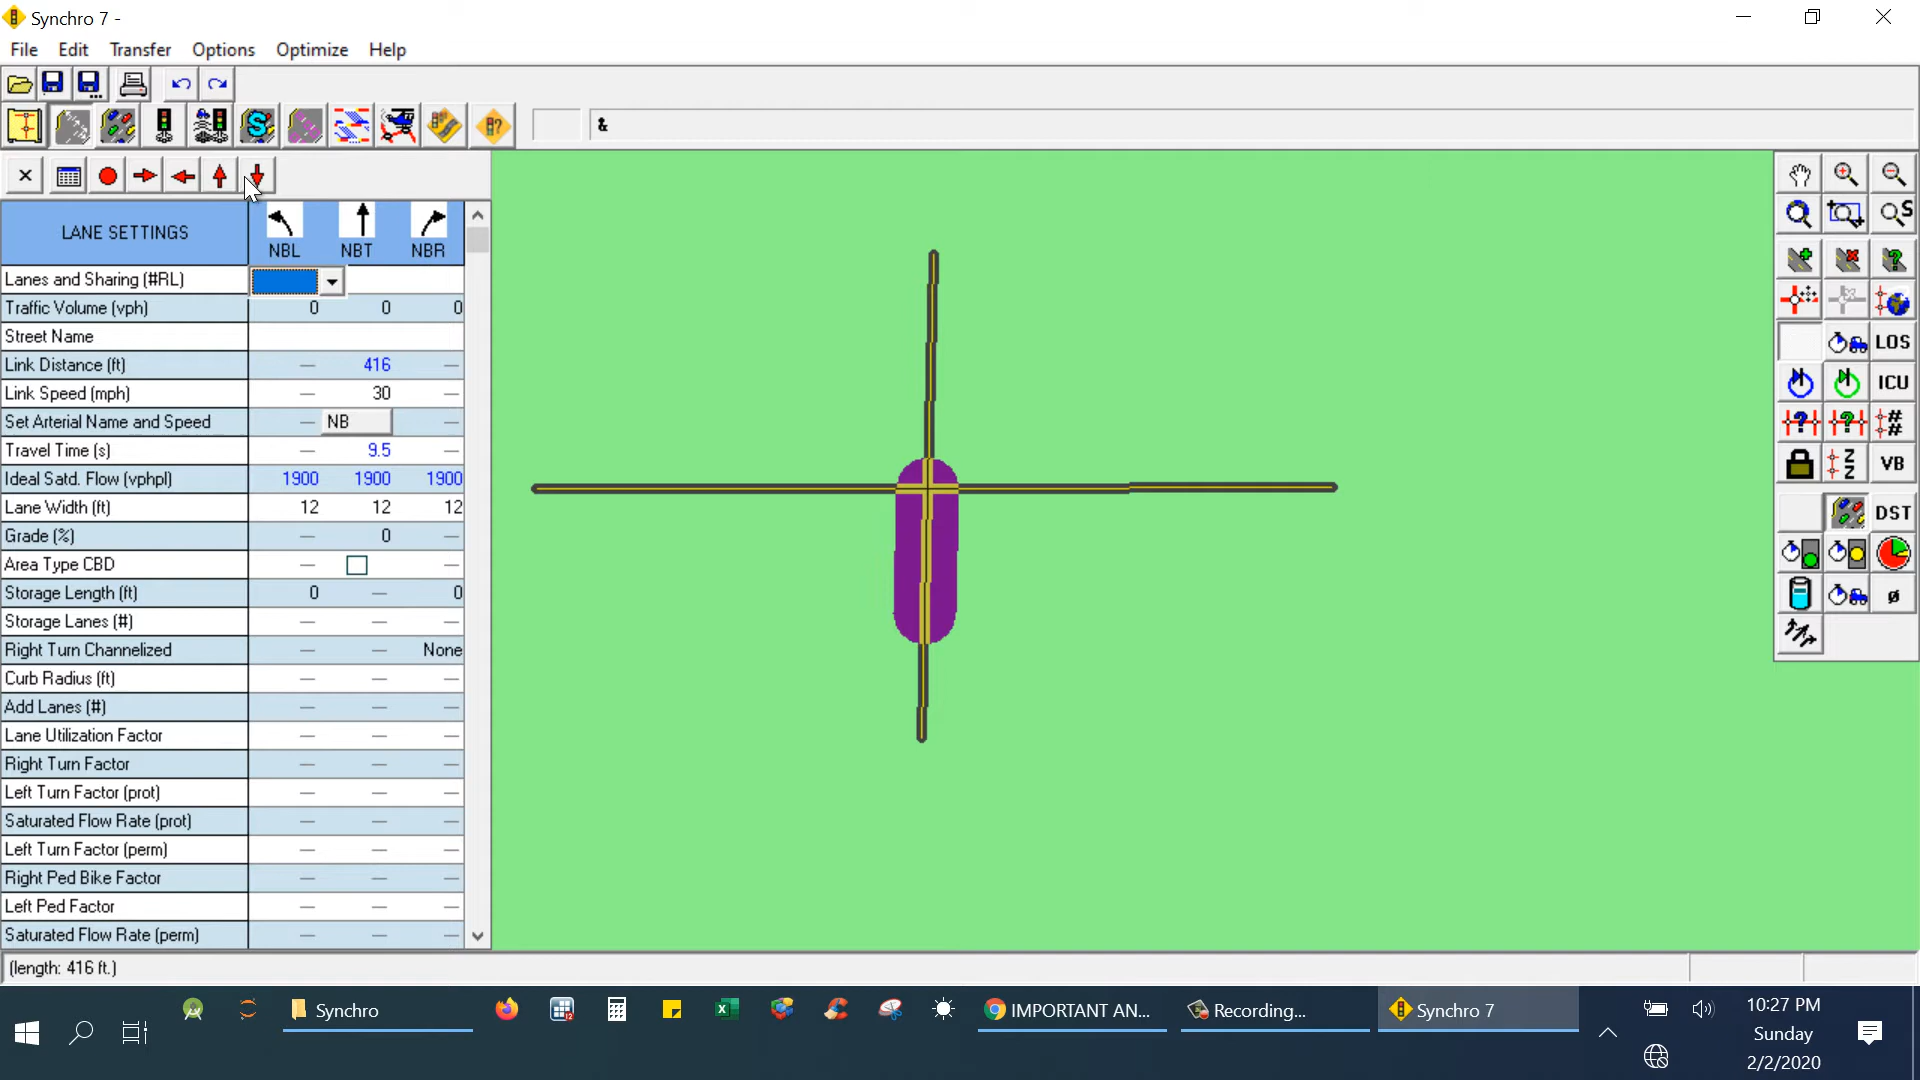 Synchro 7 -
File Edit Transfer Options Help
&
LANE SETTINGS NBL NBT NBR
Lanes and Sharing (#RL)
Traffic Volume (vph) 0 0 0
Street Name
Link Distance (ft) — 416 —
Link Speed (mph) — 30 —
Set Arterial Name and Speed — NB —
Travel Time (s) — 9.5 —
Ideal Satd. Flow (vphpl) 1900 1900 1900
Lane Width (ft) 12 12 12
Grade (%) — 0 —
Area Type CBD — —
Storage Length (ft) 0 — 0
Storage Lanes (#) — — —
Right Turn Channelized — — None
Curb Radius (ft) — — —
Add Lanes (#) — — —
Lane Utilization Factor — — —
Right Turn Factor — — —
Left Turn Factor (prot) — — —
Saturated Flow Rate (prot) — — —
Left Turn Factor (perm) — — —
Right Ped Bike Factor — — —
Left Ped Factor — — —
Saturated Flow Rate (perm) — — —
S
LOS
ICU
? ? ##
Z Z VB
DST
ø
(length: 416 ft.)
Synchro
IMPORTANT AN...
Recording...
Synchro 7
10:27 PM
Sunday
2/2/2020